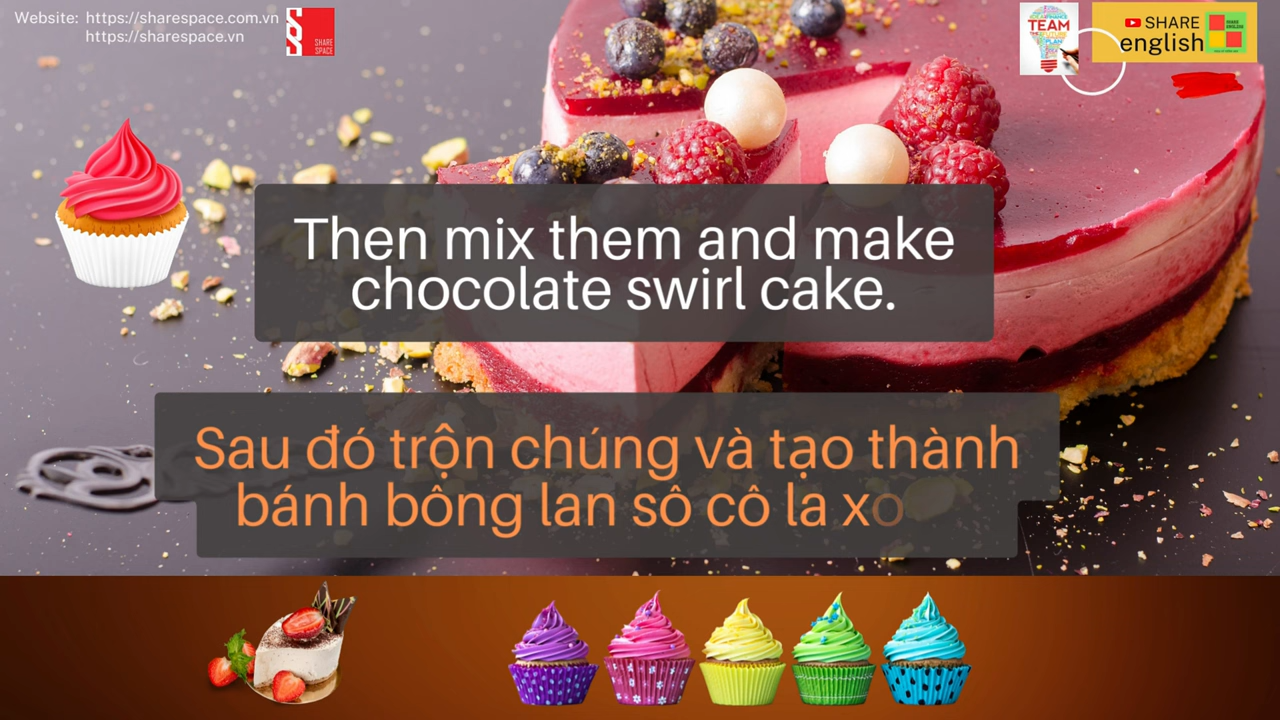 Website: https://sharespace.com.vn
https://sharespace.vn
SHARE
SPACE
TEAM
PLAN
SHARE
english
Then mix them and make
chocolate swirl cake.
Sau đó trộn chúng và tạo thành
bánh bông lan sô cô la xo